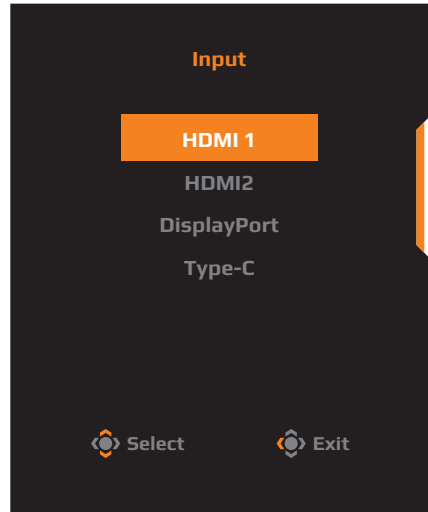 Input
HDMI 1
HDMI2
DisplayPort
Type-C
Select Exit